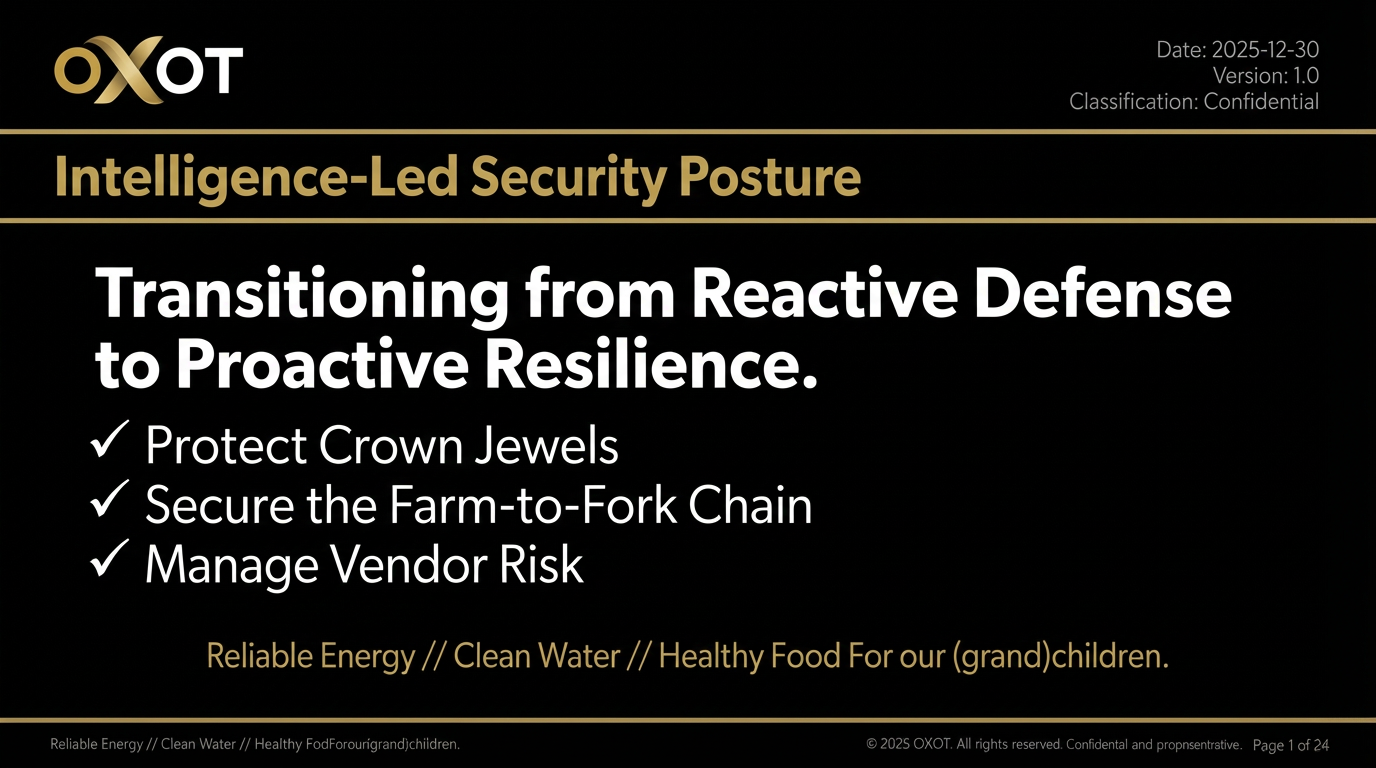 OXOT
Date: 2025-12-30
Version: 1.0
Classification: Confidential
Intelligence-Led Security Posture
Transitioning from Reactive Defense
to Proactive Resilience.
✓ Protect Crown Jewels
✓ Secure the Farm-to-Fork Chain
✓ Manage Vendor Risk
Reliable Energy // Clean Water // Healthy Food For our (grand)children.
Reliable Energy // Clean Water // Healthy FodForour(grand)children.
© 2025 OXOT. All rights reserved. Confidental and propnsentrative. Page 1 of 24